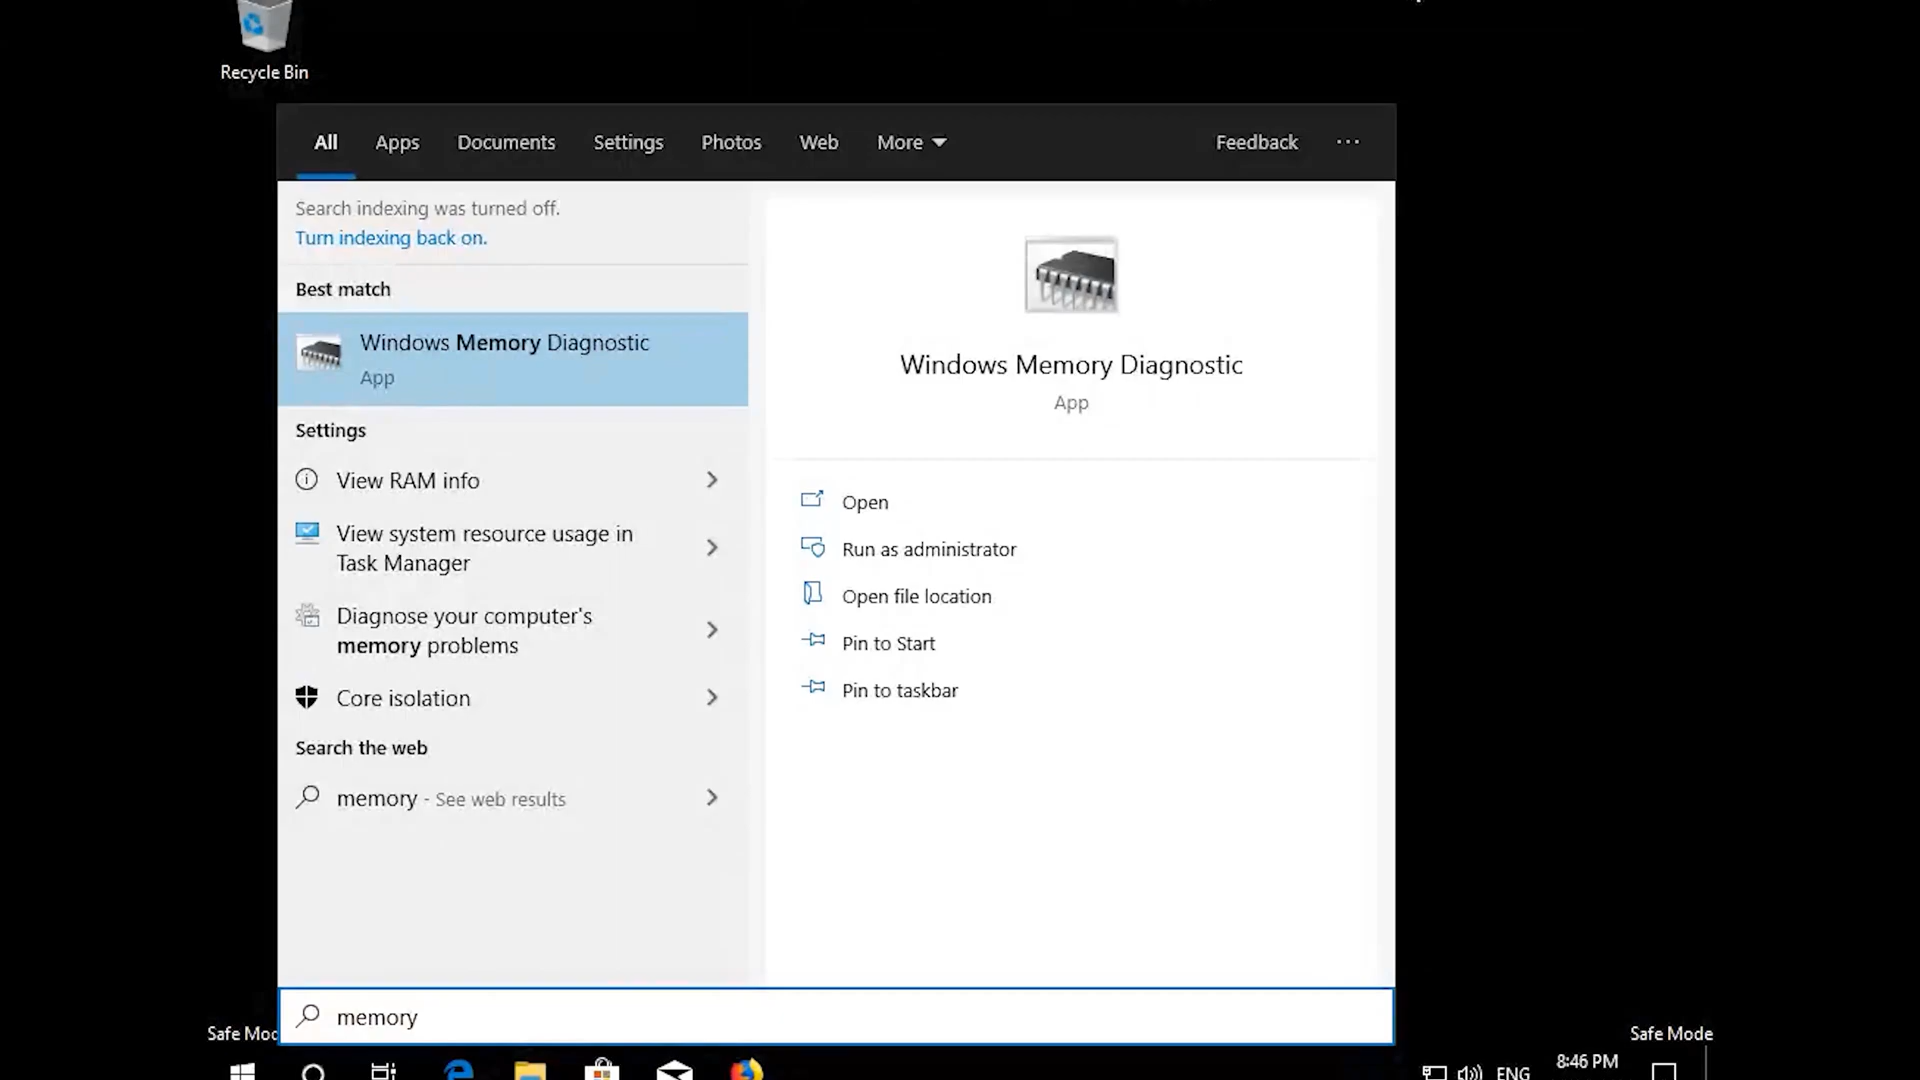 Recycle Bin
All Apps Documents Settings Photos Web More Feedback ...
Search indexing was turned off.
Turn indexing back on.
Best match
Windows Memory Diagnostic
App
Settings
View RAM info
View system resource usage in
Task Manager
Diagnose your computer's
memory problems
Core isolation
Search the web
memory - See web results
Windows Memory Diagnostic
App
Open
Run as administrator
Open file location
Pin to Start
Pin to taskbar
memory
Safe Mod
Safe Mode
ENG
8:46 PM